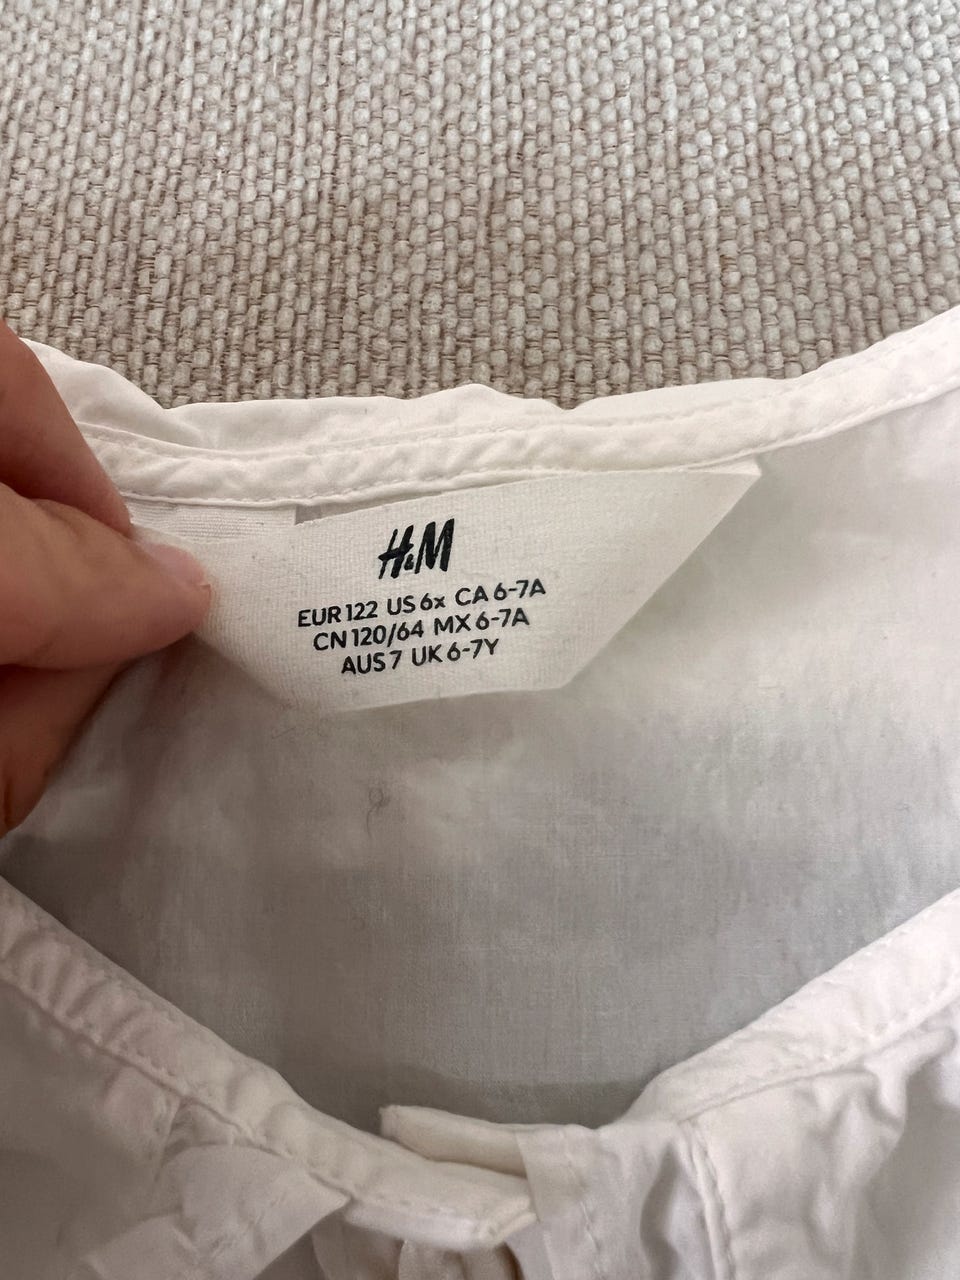 H&M
EUR 122 US 6x CA 6-7A
CN 120/64 MX 6-7A
AUS 7 UK 6-7Y